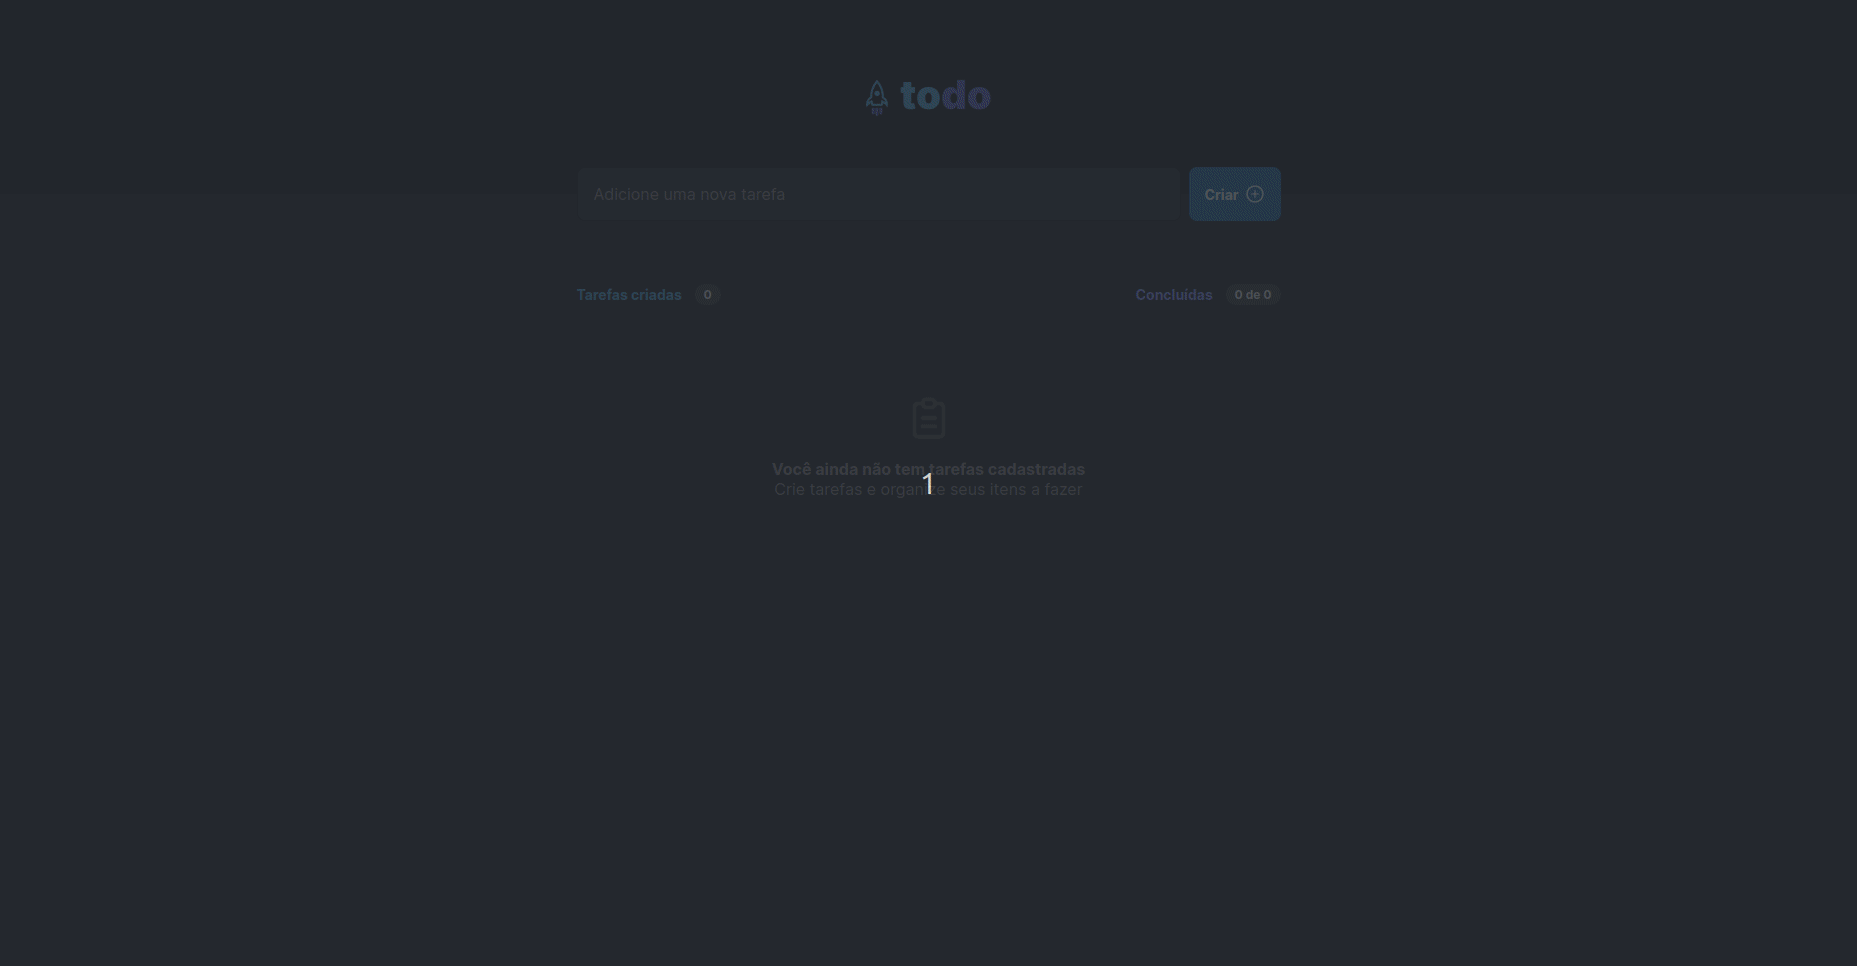 todo
Adicione uma nova tarefa
Criar
Tarefas criadas 0
Concluídas 0 de 0
Você ainda não tem tarefas cadastradas
Crie tarefas e organize seus itens a fazer
1